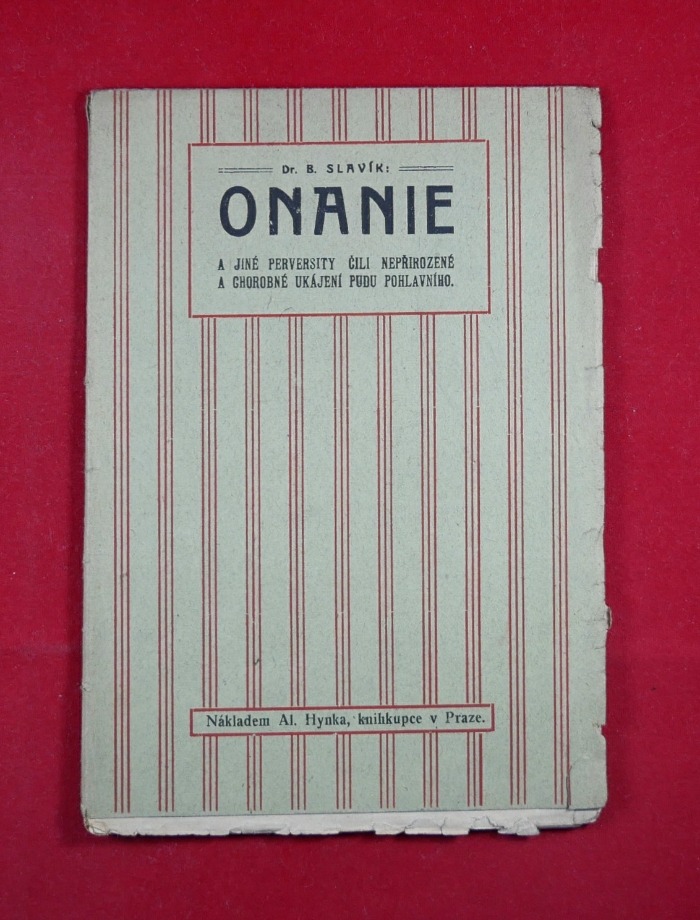 Dr. B. SLAVÍK:
ONANIE
A JINÉ PERVERSITY ČILI NEPŘIROZENÉ
A CHOROBNÉ UKÁJENÍ PUDU POHLAVNÍHO.
Nákladem Al. Hynka, knihkupce v Praze.